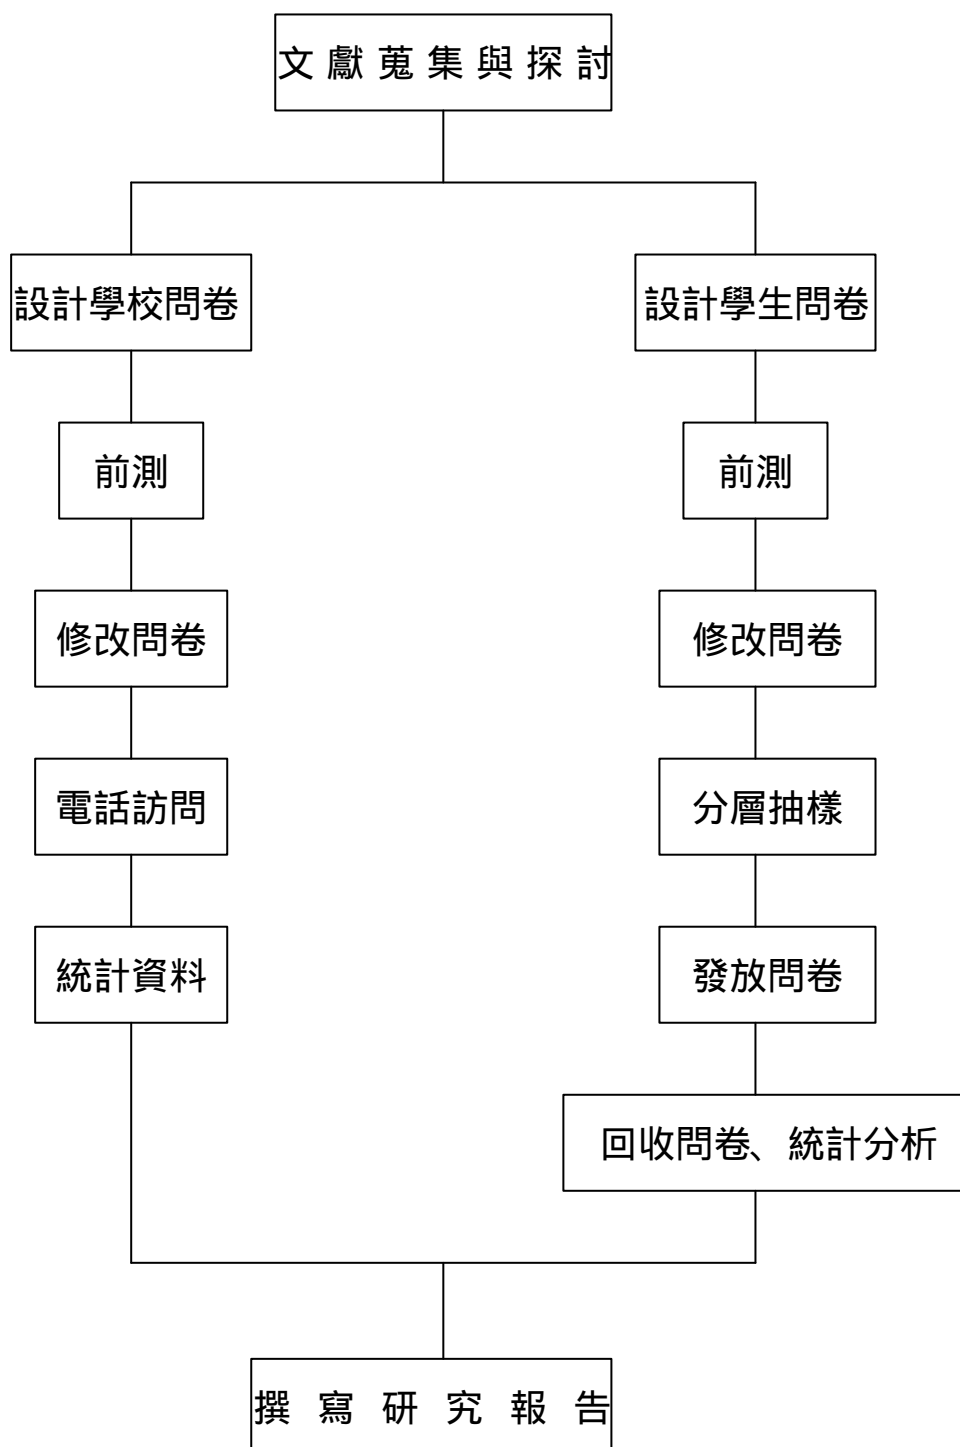 文獻蒐集與探討
設計學校問卷
設計學生問卷
前測
前測
修改問卷
修改問卷
電話訪問
分層抽樣
統計資料
發放問卷
回收問卷、統計分析
撰寫研究報告